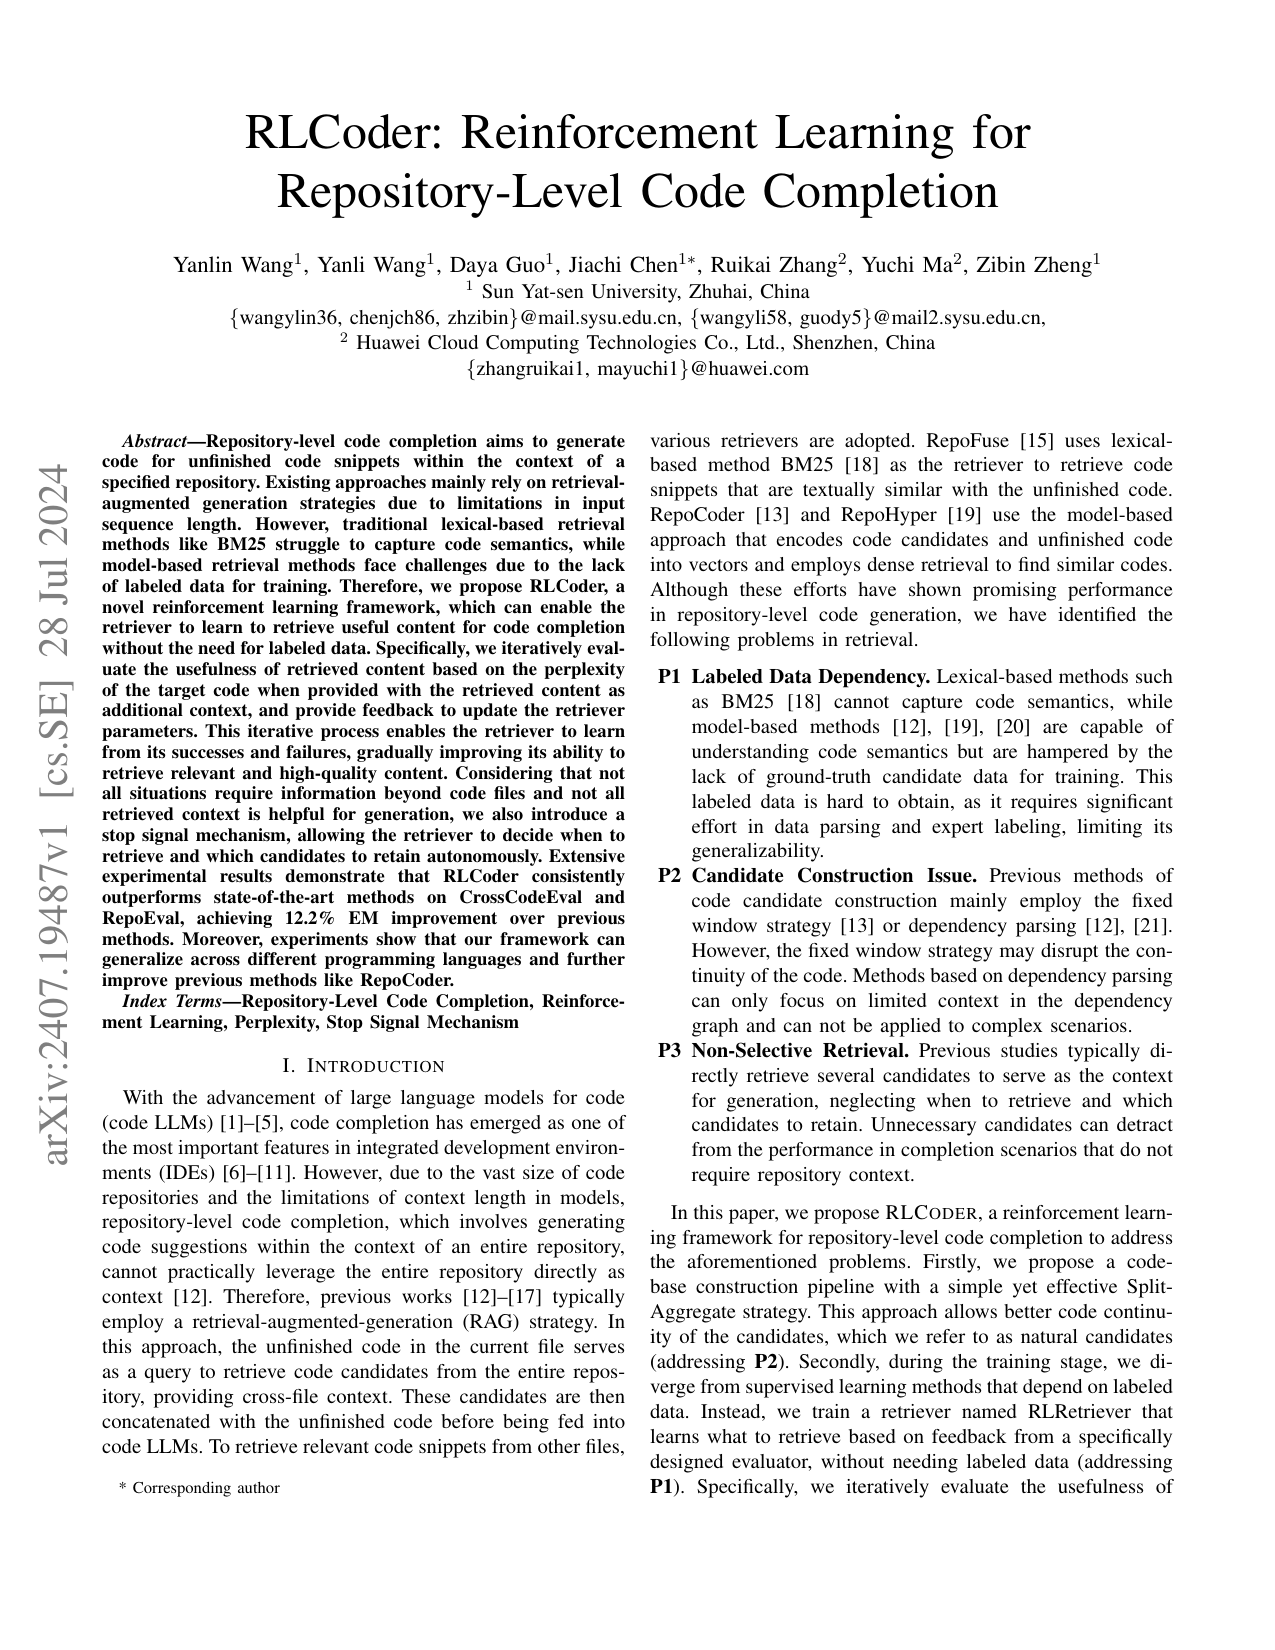 RLCoder: Reinforcement Learning for
Repository-Level Code Completion
Yanlin Wang1, Yanli Wang1, Daya Guo1, Jiachi Chen1*, Ruikai Zhang2, Yuchi Ma2, Zibin Zheng1
1 Sun Yat-sen University, Zhuhai, China
{wangylin36, chenjch86, zhzibin}@mail.sysu.edu.cn, {wangyli58, guody5}@mail2.sysu.edu.cn,
2 Huawei Cloud Computing Technologies Co., Ltd., Shenzhen, China
{zhangruikai1, mayuchi1}@huawei.com
arXiv:2407.19487v1 [cs.SE] 28 Jul 2024
Abstract—Repository-level code completion aims to generate
code for unfinished code snippets within the context of a
specified repository. Existing approaches mainly rely on retrieval-
augmented generation strategies due to limitations in input
sequence length. However, traditional lexical-based retrieval
methods like BM25 struggle to capture code semantics, while
model-based retrieval methods face challenges due to the lack
of labeled data for training. Therefore, we propose RLCoder, a
novel reinforcement learning framework, which can enable the
retriever to learn to retrieve useful content for code completion
without the need for labeled data. Specifically, we iteratively eval-
uate the usefulness of retrieved content based on the perplexity
of the target code when provided with the retrieved content as
additional context, and provide feedback to update the retriever
parameters. This iterative process enables the retriever to learn
from its successes and failures, gradually improving its ability to
retrieve relevant and high-quality content. Considering that not
all situations require information beyond code files and not all
retrieved context is helpful for generation, we also introduce a
stop signal mechanism, allowing the retriever to decide when to
retrieve and which candidates to retain autonomously. Extensive
experimental results demonstrate that RLCoder consistently
outperforms state-of-the-art methods on CrossCodeEval and
RepoEval, achieving 12.2% EM improvement over previous
methods. Moreover, experiments show that our framework can
generalize across different programming languages and further
improve previous methods like RepoCoder.
Index Terms—Repository-Level Code Completion, Reinforce-
ment Learning, Perplexity, Stop Signal Mechanism
I. INTRODUCTION
With the advancement of large language models for code
(code LLMs) [1]–[5], code completion has emerged as one of
the most important features in integrated development environ-
ments (IDEs) [6]–[11]. However, due to the vast size of code
repositories and the limitations of context length in models,
repository-level code completion, which involves generating
code suggestions within the context of an entire repository,
cannot practically leverage the entire repository directly as
context [12]. Therefore, previous works [12]–[17] typically
employ a retrieval-augmented-generation (RAG) strategy. In
this approach, the unfinished code in the current file serves
as a query to retrieve code candidates from the entire repos-
itory, providing cross-file context. These candidates are then
concatenated with the unfinished code before being fed into
code LLMs. To retrieve relevant code snippets from other files,
* Corresponding author
various retrievers are adopted. RepoFuse [15] uses lexical-
based method BM25 [18] as the retriever to retrieve code
snippets that are textually similar with the unfinished code.
RepoCoder [13] and RepoHyper [19] use the model-based
approach that encodes code candidates and unfinished code
into vectors and employs dense retrieval to find similar codes.
Although these efforts have shown promising performance
in repository-level code generation, we have identified the
following problems in retrieval.
P1 Labeled Data Dependency. Lexical-based methods such
as BM25 [18] cannot capture code semantics, while
model-based methods [12], [19], [20] are capable of
understanding code semantics but are hampered by the
lack of ground-truth candidate data for training. This
labeled data is hard to obtain, as it requires significant
effort in data parsing and expert labeling, limiting its
generalizability.
P2 Candidate Construction Issue. Previous methods of
code candidate construction mainly employ the fixed
window strategy [13] or dependency parsing [12], [21].
However, the fixed window strategy may disrupt the con-
tinuity of the code. Methods based on dependency parsing
can only focus on limited context in the dependency
graph and can not be applied to complex scenarios.
P3 Non-Selective Retrieval. Previous studies typically di-
rectly retrieve several candidates to serve as the context
for generation, neglecting when to retrieve and which
candidates to retain. Unnecessary candidates can detract
from the performance in completion scenarios that do not
require repository context.
In this paper, we propose RLCODER, a reinforcement learn-
ing framework for repository-level code completion to address
the aforementioned problems. Firstly, we propose a code-
base construction pipeline with a simple yet effective Split-
Aggregate strategy. This approach allows better code continu-
ity of the candidates, which we refer to as natural candidates
(addressing P2). Secondly, during the training stage, we di-
verge from supervised learning methods that depend on labeled
data. Instead, we train a retriever named RLRetriever that
learns what to retrieve based on feedback from a specifically
designed evaluator, without needing labeled data (addressing
P1). Specifically, we iteratively evaluate the usefulness of